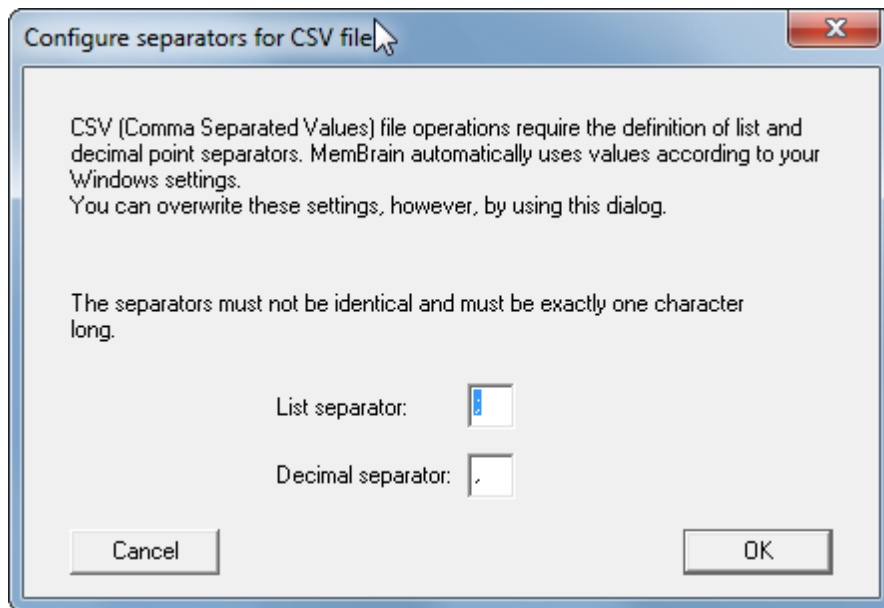 Configure separators for CSV file
CSV (Comma Separated Values) file operations require the definition of list and
decimal point separators. MemBrain automatically uses values according to your
Windows settings.
You can overwrite these settings, however, by using this dialog.
The separators must not be identical and must be exactly one character
long.
List separator: ;
Decimal separator: ,
Cancel OK